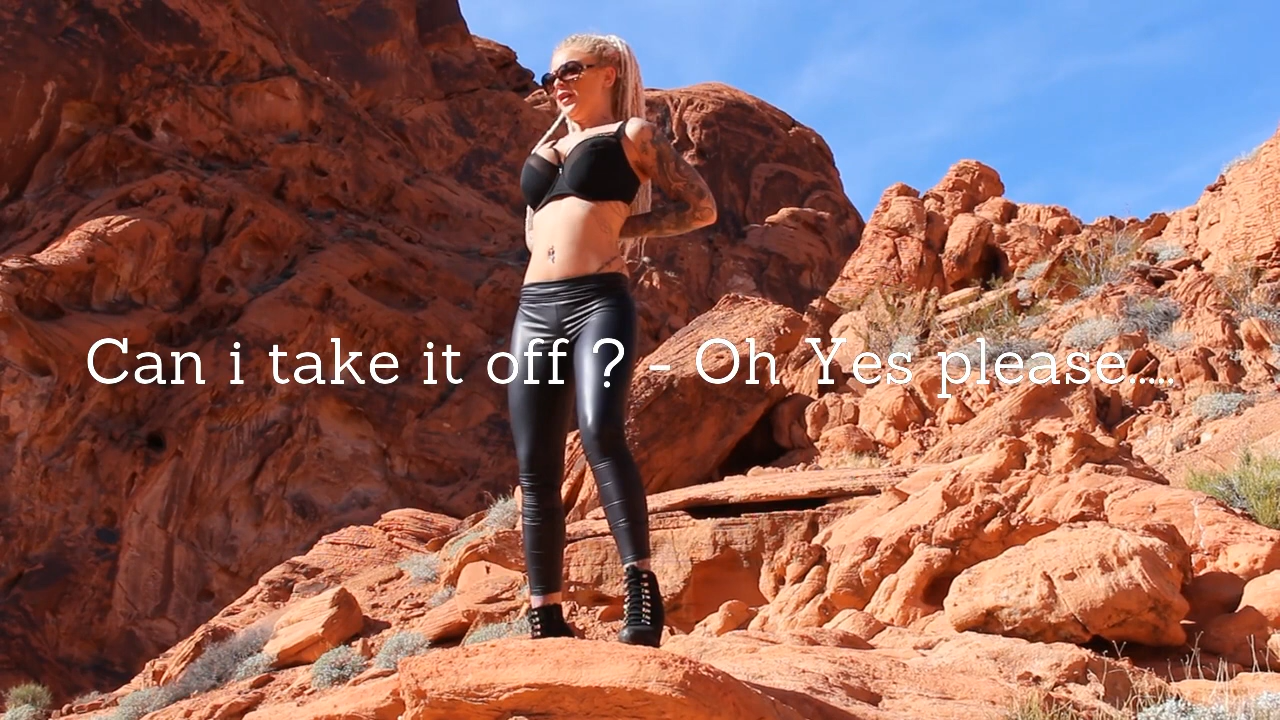 Can i take it off ? - Oh Yes please.....